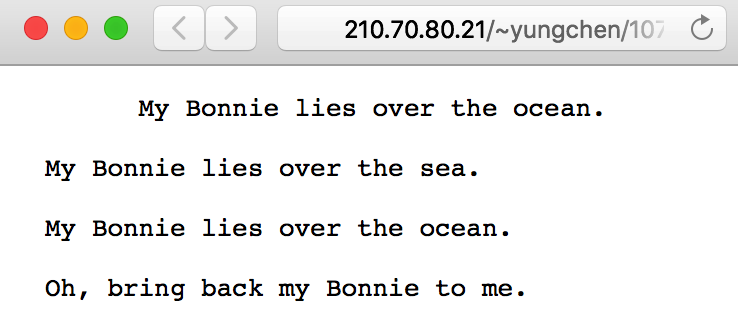 210.70.80.21/~yungchen/107
My Bonnie lies over the ocean.
My Bonnie lies over the sea.
My Bonnie lies over the ocean.
Oh, bring back my Bonnie to me.